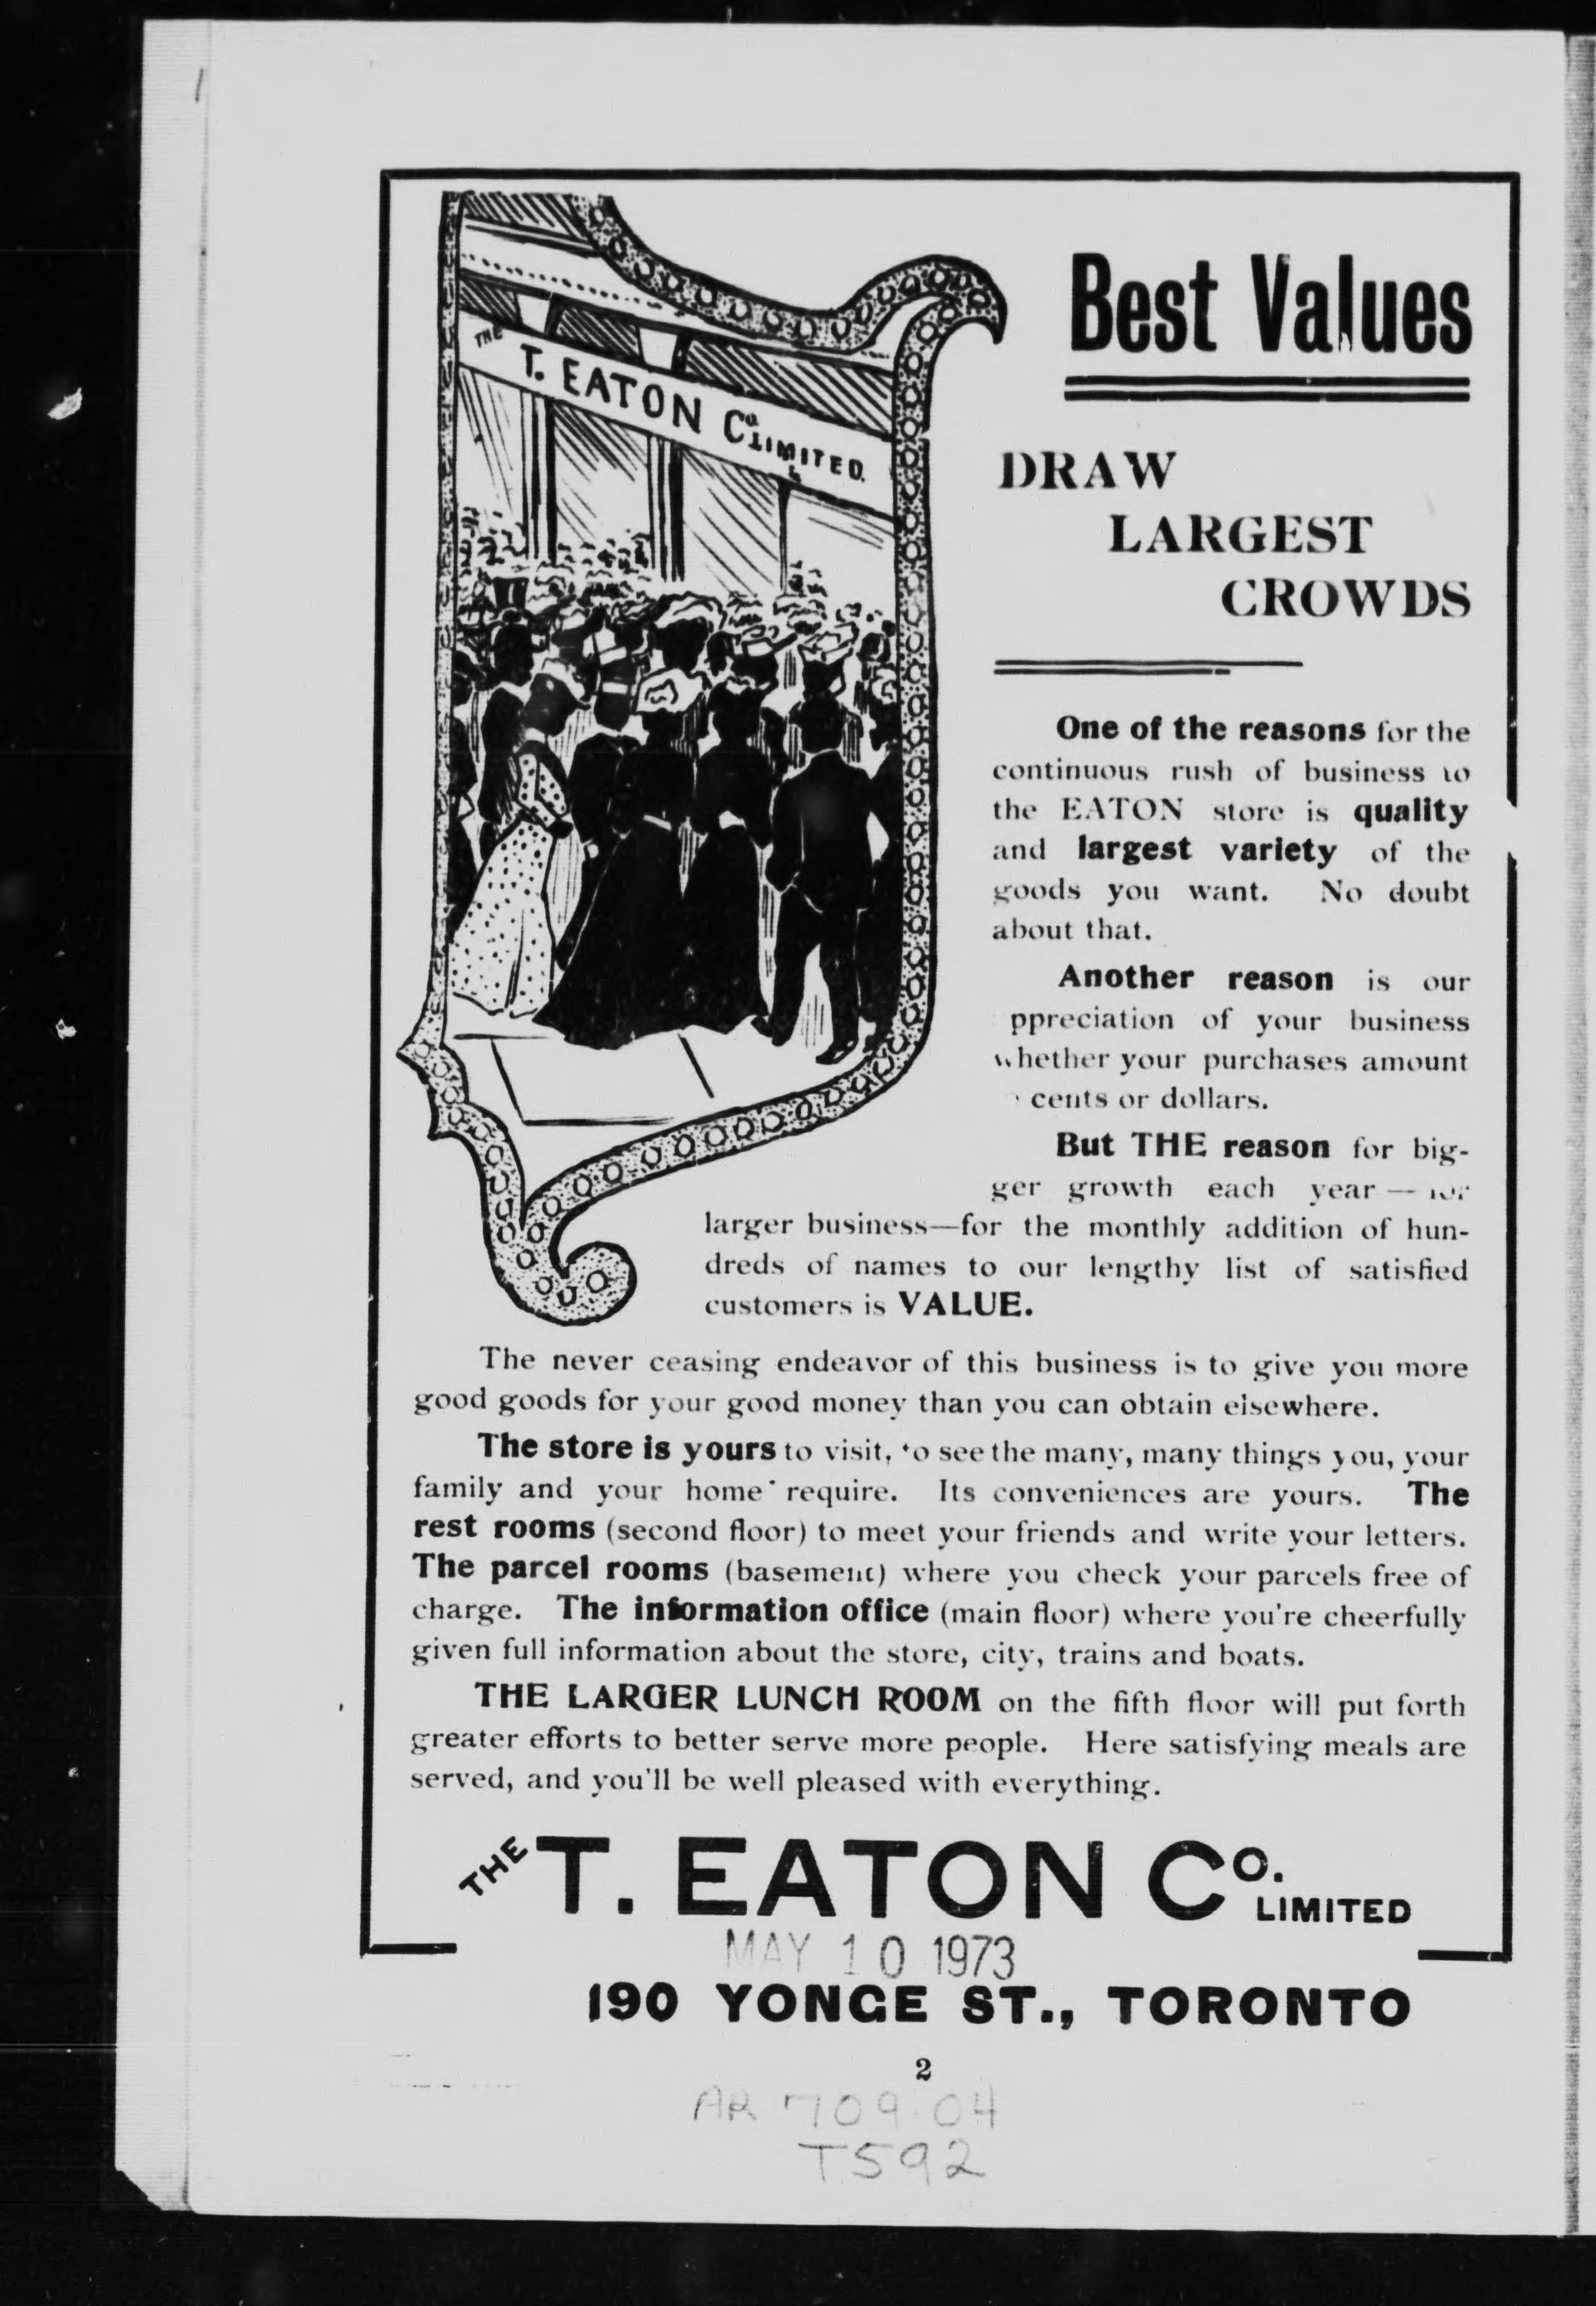 THE
T. EATON Co. LIMITED.
Best Values
DRAW
LARGEST
CROWDS
One of the reasons for the
continuous rush of business to
the EATON store is quality
and largest variety of the
goods you want. No doubt
about that.
Another reason is our
ppreciation of your business
whether your purchases amount
cents or dollars.
But THE reason for big-
ger growth each year — for
larger business—for the monthly addition of hun-
dreds of names to our lengthy list of satisfied
customers is VALUE.
The never ceasing endeavor of this business is to give you more
good goods for your good money than you can obtain elsewhere.
The store is yours to visit, to see the many, many things you, your
family and your home require. Its conveniences are yours. The
rest rooms (second floor) to meet your friends and write your letters.
The parcel rooms (basement) where you check your parcels free of
charge. The information office (main floor) where you're cheerfully
given full information about the store, city, trains and boats.
THE LARGER LUNCH ROOM on the fifth floor will put forth
greater efforts to better serve more people. Here satisfying meals are
served, and you'll be well pleased with everything.
THE T. EATON Co. LIMITED
MAY 10 1973
190 YONGE ST., TORONTO
2
AR 709.04
T592